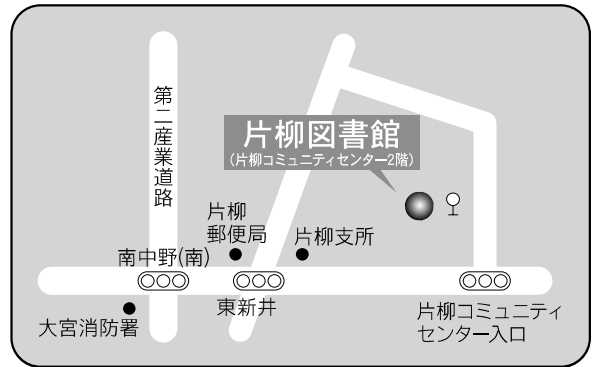 第二産業道路
片柳図書館
(片柳コミュニティセンター2階)
片柳
郵便局
片柳支所
南中野(南)
東新井
大宮消防署
片柳コミュニティ
センター入口